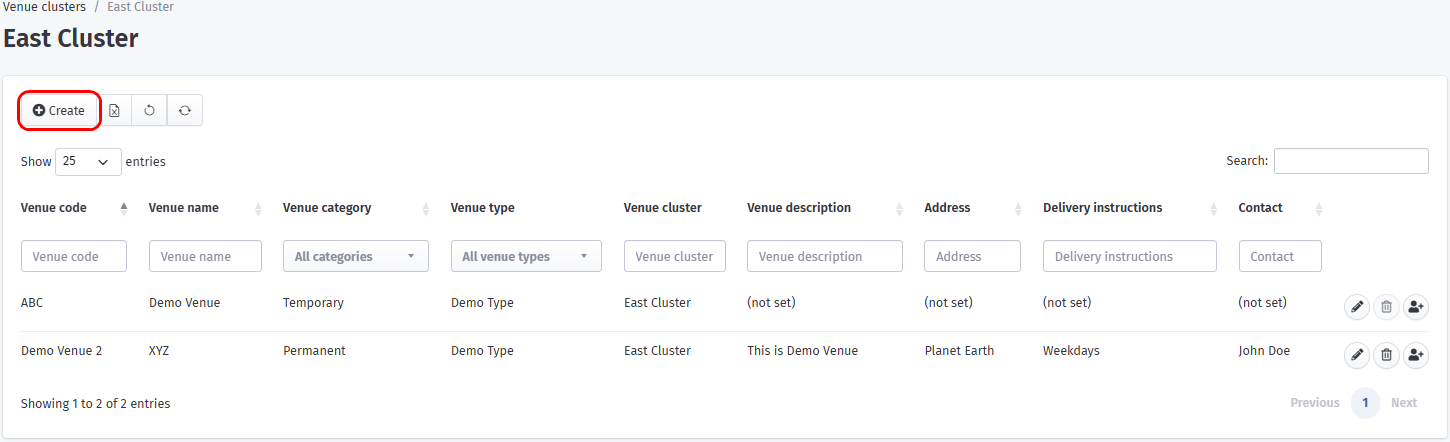 Venue clusters / East Cluster
East Cluster
Create
Show 25 entries Search:
Venue code Venue name Venue category Venue type Venue cluster Venue description Address Delivery instructions Contact
Venue code Venue name All categories All venue types Venue cluster Venue description Address Delivery instructions Contact
ABC Demo Venue Temporary Demo Type East Cluster (not set) (not set) (not set) (not set)
Demo Venue 2 XYZ Permanent Demo Type East Cluster This is Demo Venue Planet Earth Weekdays John Doe
Showing 1 to 2 of 2 entries Previous 1 Next